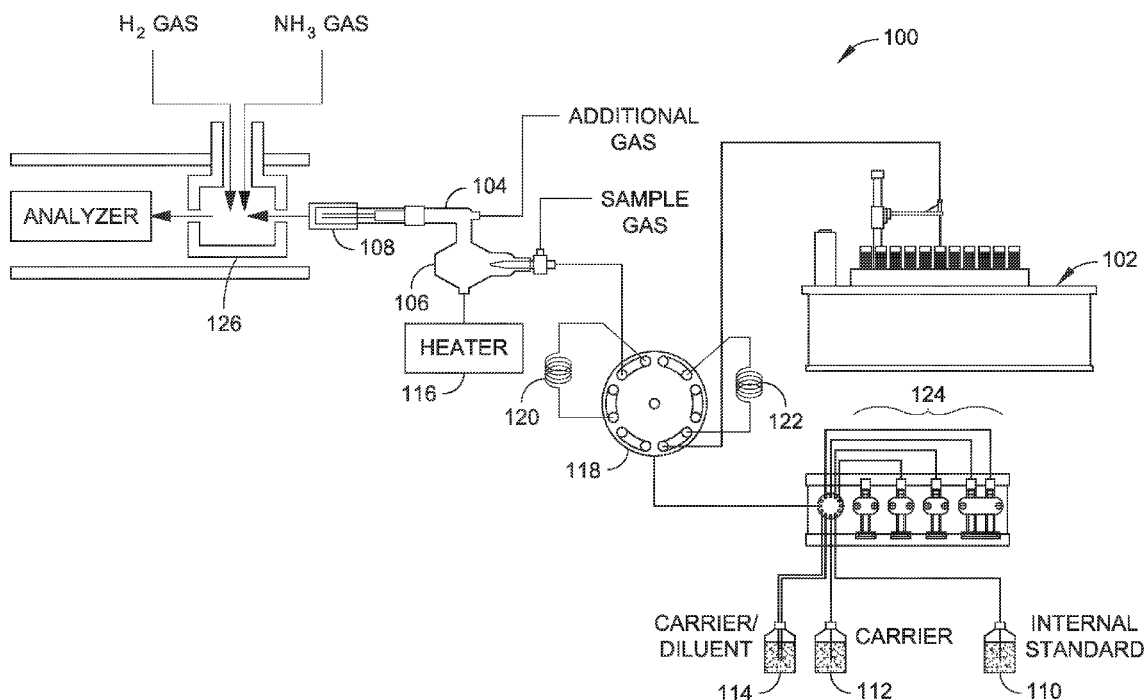 H2 GAS
NH3 GAS
100
ADDITIONAL
GAS
104
SAMPLE
GAS
ANALYZER
108
102
106
126
HEATER
116
120
122
124
118
CARRIER/
DILUENT
CARRIER
INTERNAL
STANDARD
114
112
110